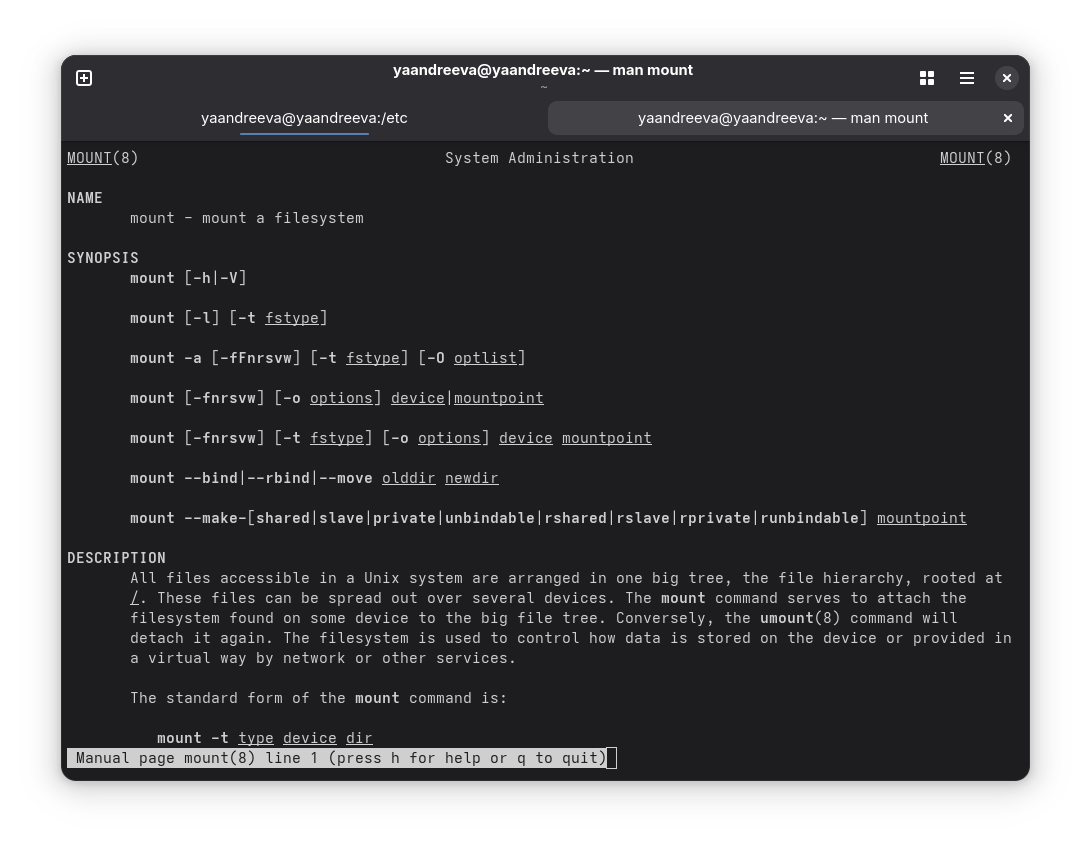 yaandreeva@yaandreeva:~ — man mount
~
yaandreeva@yaandreeva:/etc
yaandreeva@yaandreeva:~ — man mount
MOUNT(8) System Administration MOUNT(8)
NAME
mount - mount a filesystem
SYNOPSIS
mount [-h|-V]
mount [-l] [-t fstype]
mount -a [-fFnrsvw] [-t fstype] [-O optlist]
mount [-fnrsvw] [-o options] device|mountpoint
mount [-fnrsvw] [-t fstype] [-o options] device mountpoint
mount --bind|--rbind|--move olddir newdir
mount --make-[shared|slave|private|unbindable|rshared|rslave|rprivate|runbindable] mountpoint
DESCRIPTION
All files accessible in a Unix system are arranged in one big tree, the file hierarchy, rooted at
/. These files can be spread out over several devices. The mount command serves to attach the
filesystem found on some device to the big file tree. Conversely, the umount(8) command will
detach it again. The filesystem is used to control how data is stored on the device or provided in
a virtual way by network or other services.
The standard form of the mount command is:
mount -t type device dir
Manual page mount(8) line 1 (press h for help or q to quit)